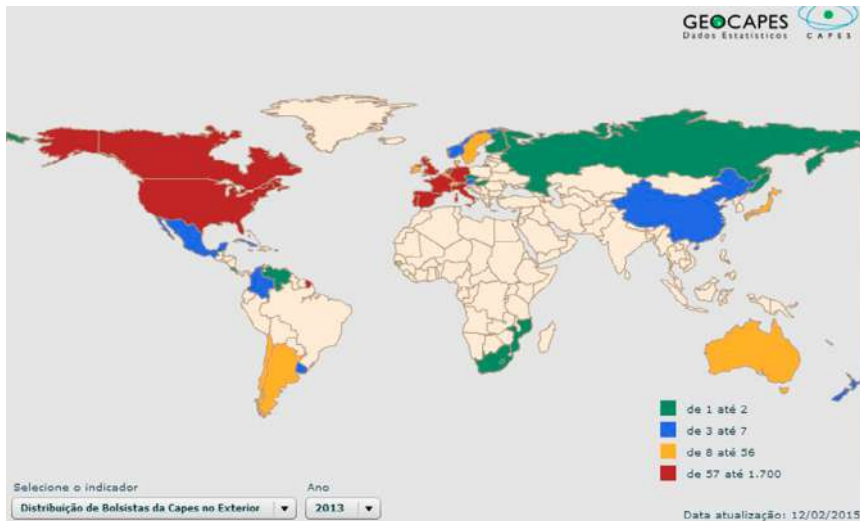 GEOCAPES
Dados Estatísticos
CAPES
de 1 até 2
de 3 até 7
de 8 até 56
de 57 até 1.700
Selecione o indicador
Ano
Distribuição de Bolsistas da Capes no Exterior
2013
Data atualização: 12/02/2015